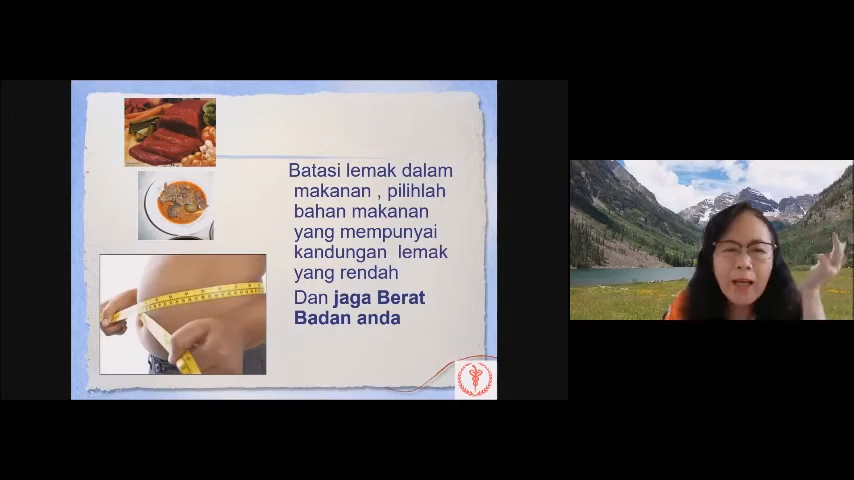 Batasi lemak dalam
makanan , pilihlah
bahan makanan
yang mempunyai
kandungan lemak
yang rendah
Dan jaga Berat
Badan anda